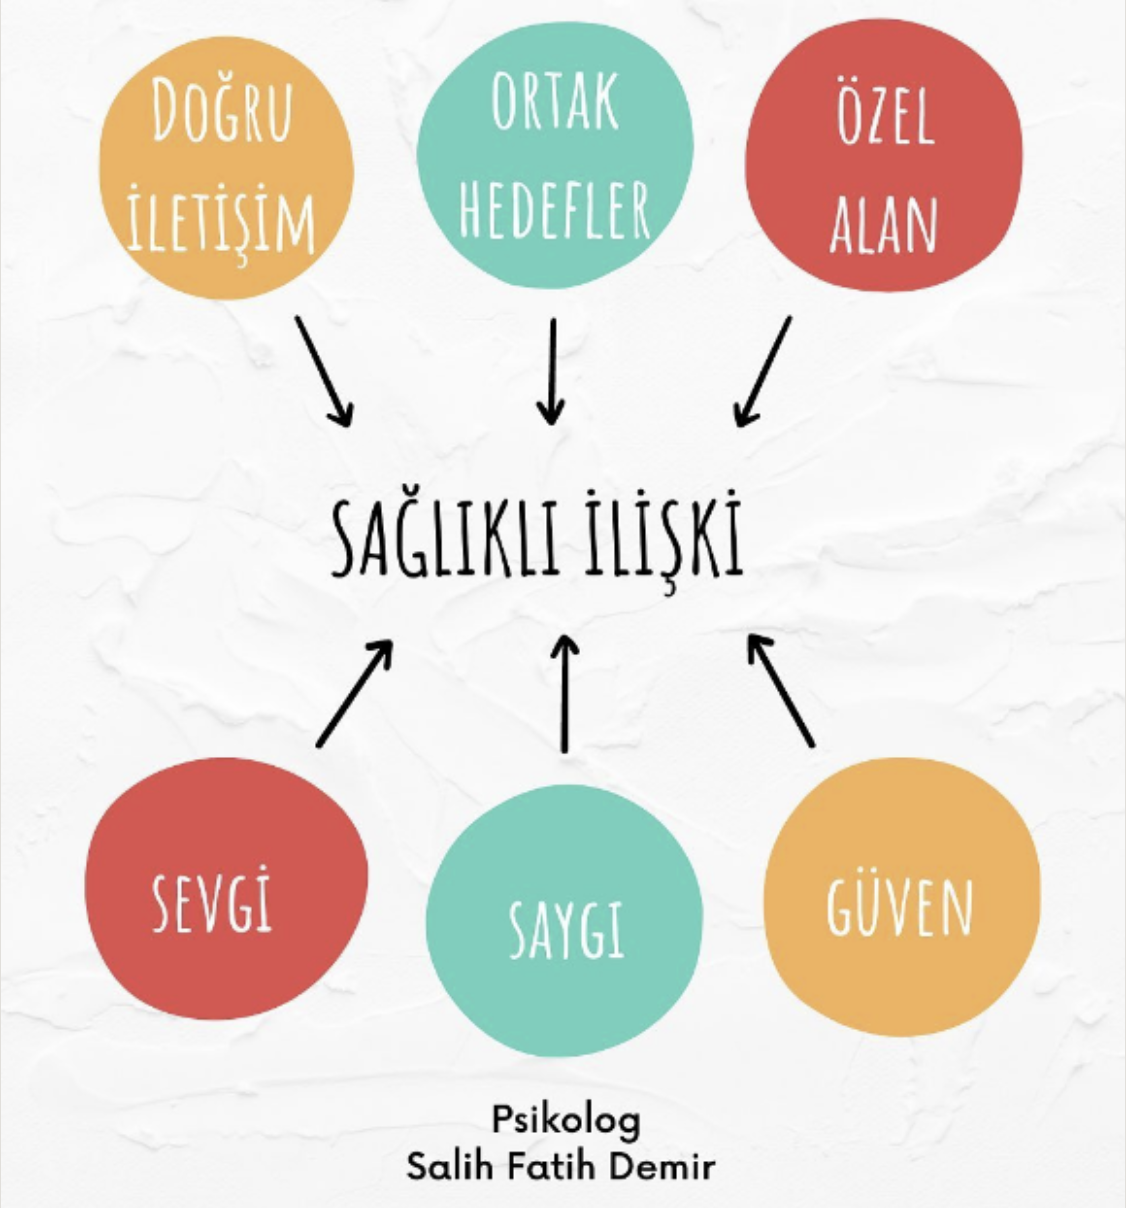 DOĞRU
İLETİŞİM
ORTAK
HEDEFLER
ÖZEL
ALAN
SAĞLIKLI İLİŞKİ
SEVGİ
SAYGI
GÜVEN
Psikolog
Salih Fatih Demir